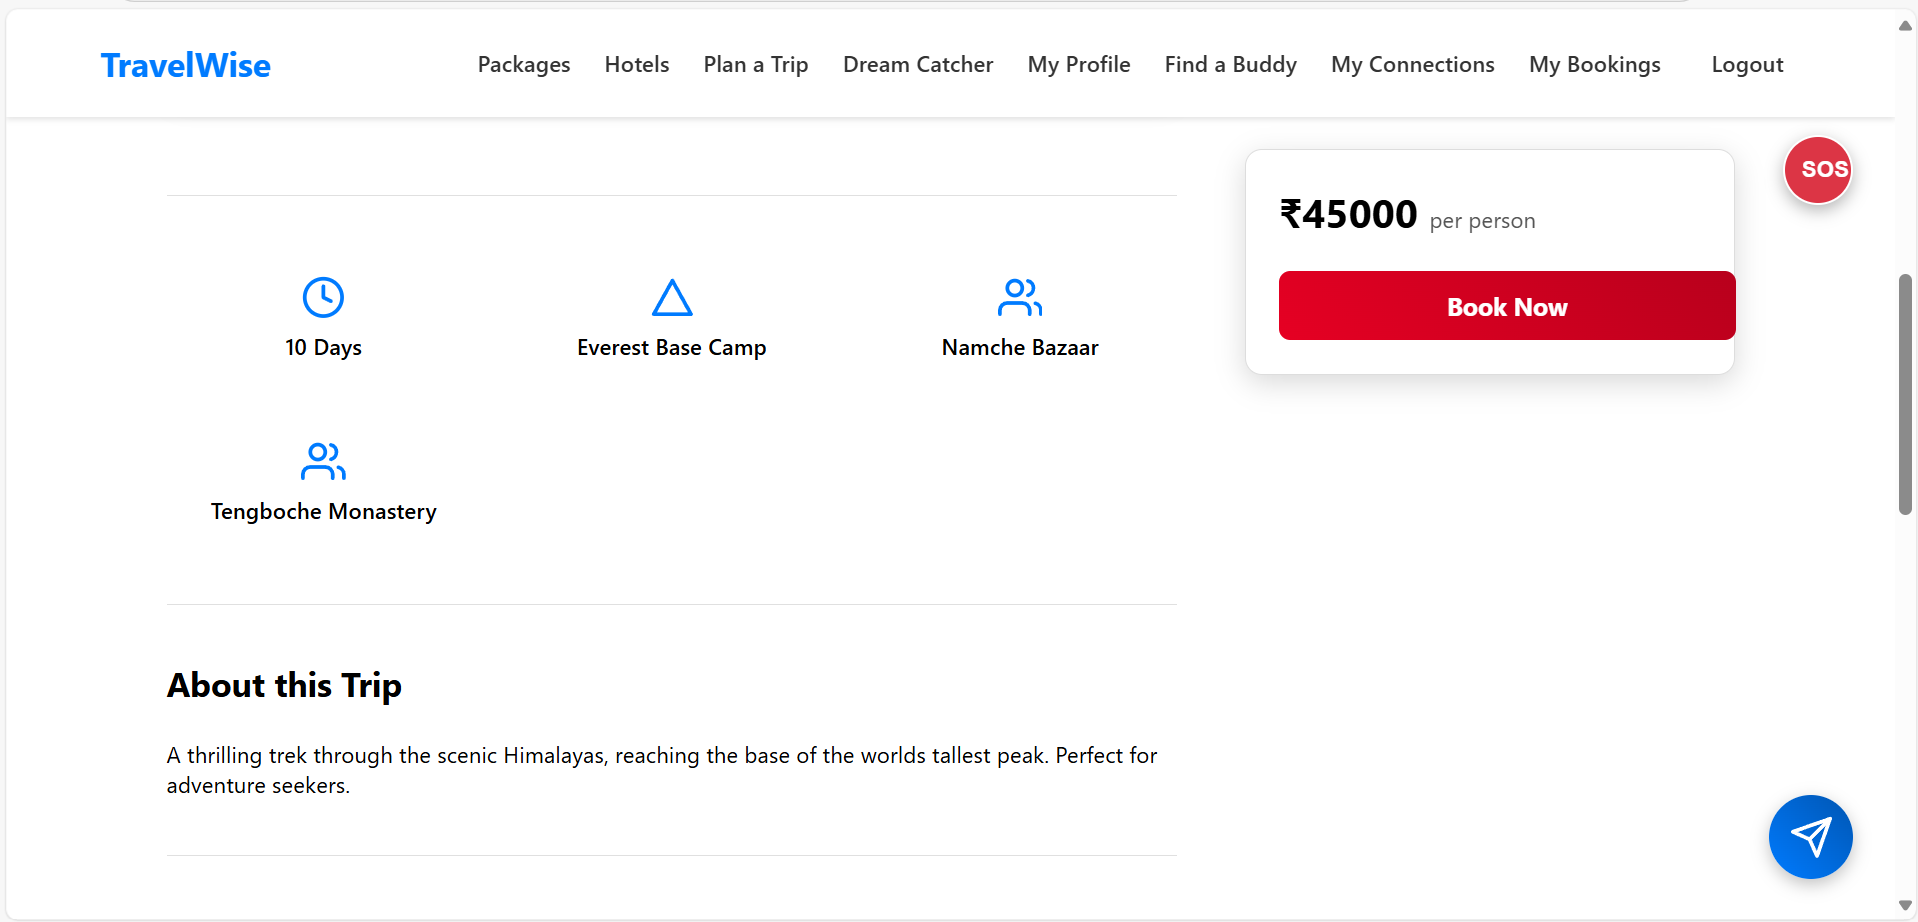 TravelWise
Packages
Hotels
Plan a Trip
Dream Catcher
My Profile
Find a Buddy
My Connections
My Bookings
Logout
SOS
₹45000 per person
Book Now
10 Days
Everest Base Camp
Namche Bazaar
Tengboche Monastery
About this Trip
A thrilling trek through the scenic Himalayas, reaching the base of the worlds tallest peak. Perfect for
adventure seekers.